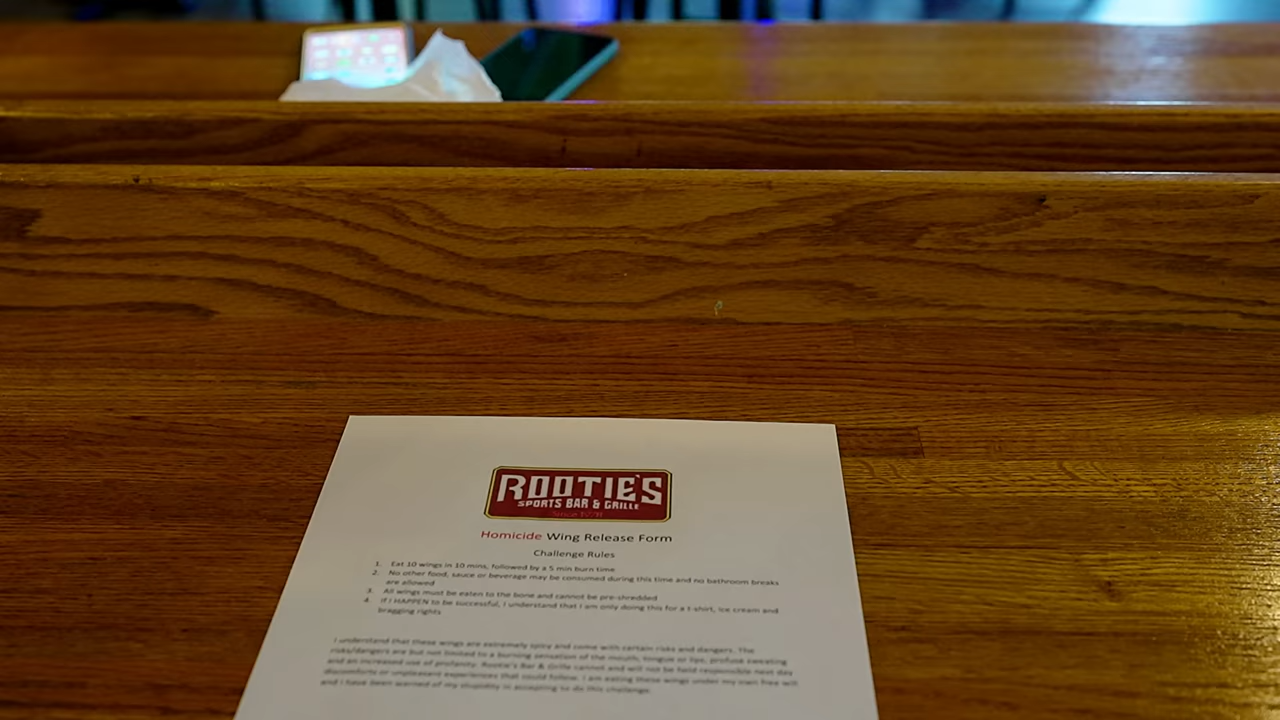 ROOTIE'S
SPORTS BAR & GRILLE
Since 1978
Homicide Wing Release Form
Challenge Rules
1. Eat 10 wings in 10 mins, followed by a 5 min burn time
2. No other food, sauce or beverage may be consumed during this time and no bathroom breaks
are allowed
3. All wings must be eaten to the bone and cannot be pre-shredded
4. If I HAPPEN to be successful, I understand that I am only doing this for a t-shirt, ice cream and
bragging rights
I understand that these wings are extremely spicy and come with certain risks and dangers. The
risks/dangers are but not limited to a burning sensation of the mouth, tongue or lips, profuse sweating
and an increased use of profanity. Rootie's Bar & Grille cannot and will not be held responsible next day
discomforts or unpleasant experiences that could follow. I am eating these wings under my own free will
and I have been warned of my stupidity in accepting to do this challenge.